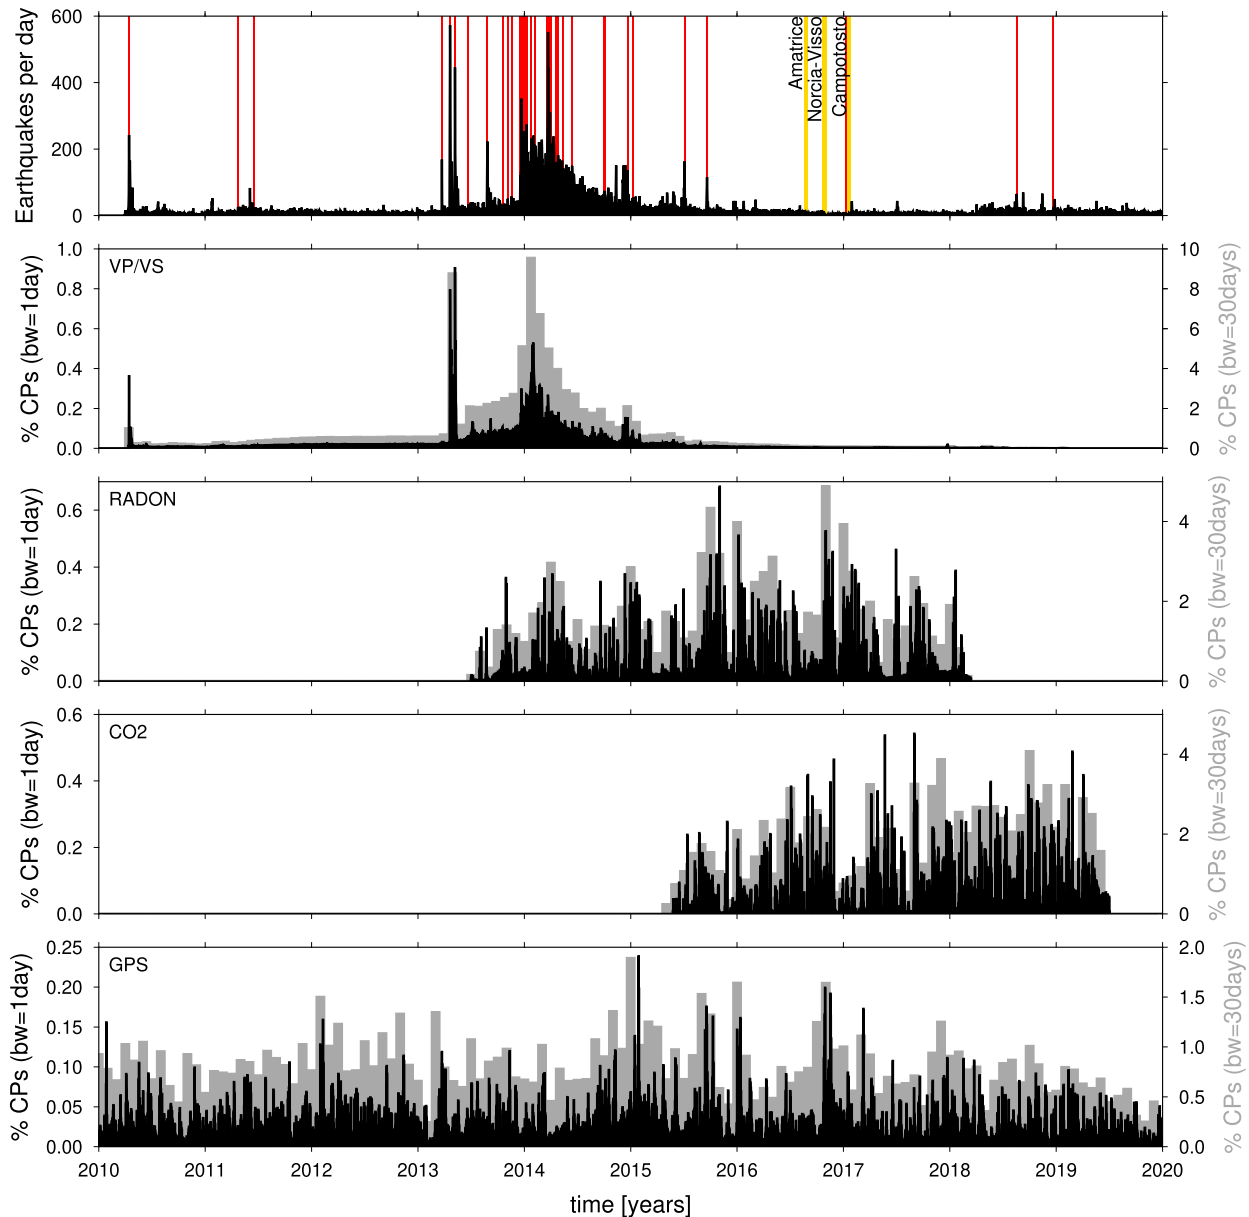 Earthquakes per day
600
400
200
0
Amatrice
Norcia-Visso
Campotosto
VP/VS
% CPs (bw=1day)
1.0
0.8
0.6
0.4
0.2
0.0
10
8
6
4
2
0
% CPs (bw=30days)
RADON
% CPs (bw=1day)
0.6
0.4
0.2
0.0
4
2
0
% CPs (bw=30days)
CO2
% CPs (bw=1day)
0.6
0.4
0.2
0.0
4
2
0
% CPs (bw=30days)
GPS
% CPs (bw=1day)
0.25
0.20
0.15
0.10
0.05
0.00
2.0
1.5
1.0
0.5
0.0
% CPs (bw=30days)
2010 2011 2012 2013 2014 2015 2016 2017 2018 2019 2020
time [years]